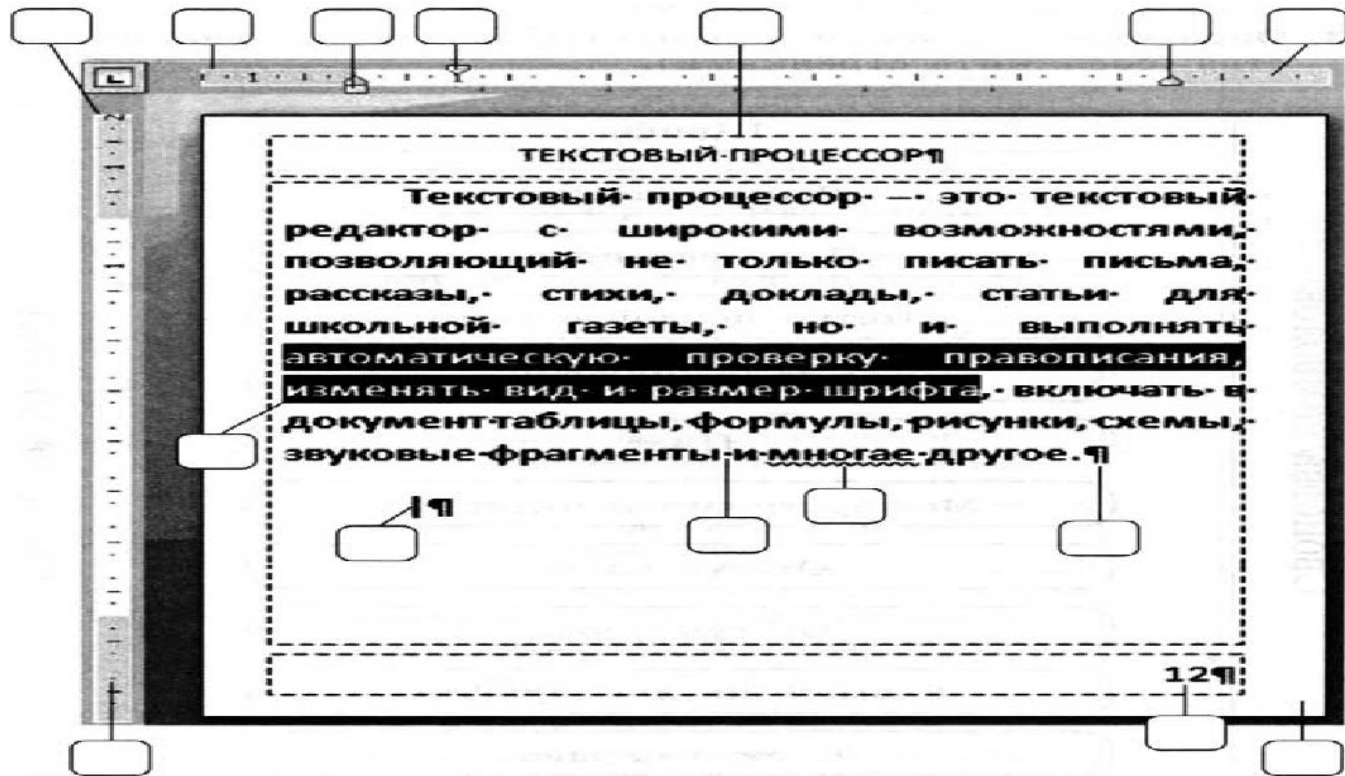 ТЕКСТОВЫЙ·ПРОЦЕССОР¶
Текстовый· процессор· –· это· текстовый·
редактор· с· широкими· возможностями,·
позволяющий· не· только· писать· письма,·
рассказы,· стихи,· доклады,· статьи· для·
школьной· газеты,· но· и· выполнять·
автоматическую· проверку· правописания,
изменять· вид· и· размер· шрифта,· включать· в·
документ·таблицы,·формулы,·рисунки,·схемы,·
звуковые·фрагменты·и·многае·другое.¶
¶
12¶